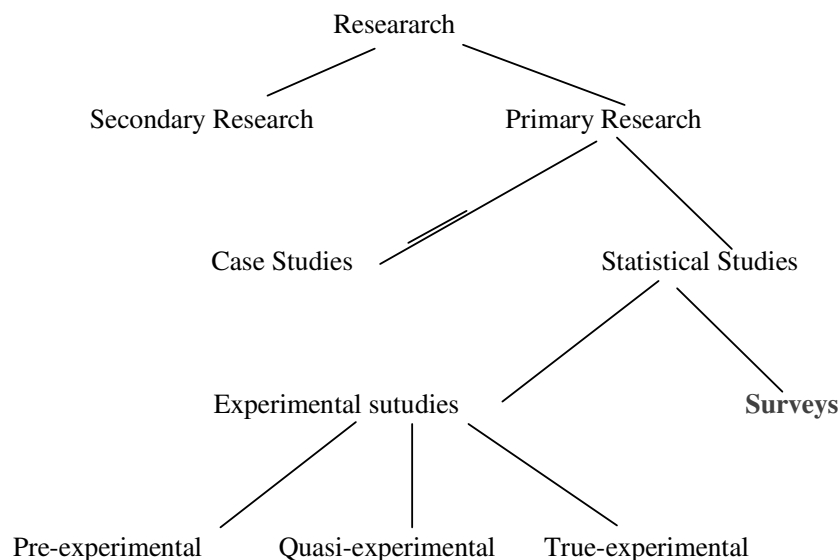 Researarch
Secondary Research Primary Research
Case Studies Statistical Studies
Experimental sutudies Surveys
Pre-experimental Quasi-experimental True-experimental